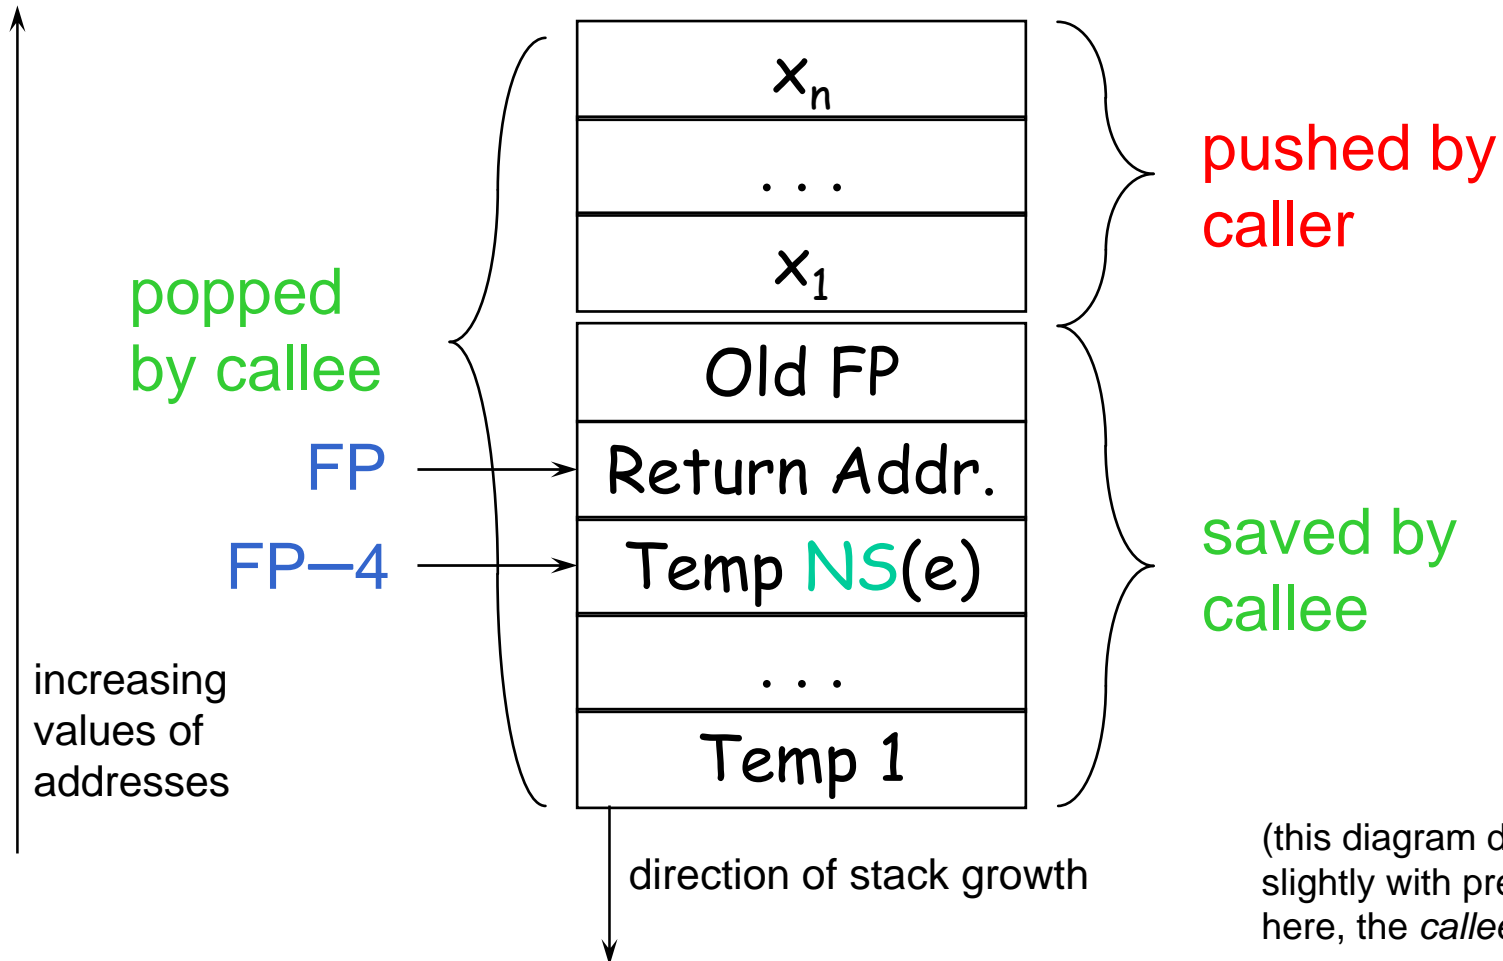 xn
. . .
x1
pushed by
caller
popped
by callee
Old FP
FP
Return Addr.
FP—4
Temp NS(e)
saved by
callee
. . .
increasing
values of
addresses
Temp 1
direction of stack growth
(this diagram
slightly with
here, the callee